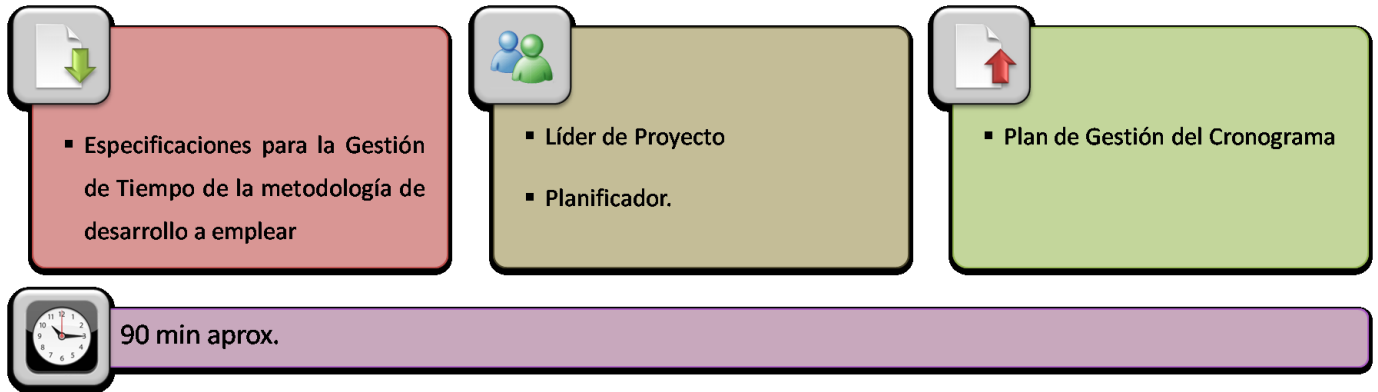 ▪ Especificaciones para la Gestión
de Tiempo de la metodología de
desarrollo a emplear
▪ Líder de Proyecto
▪ Planificador.
▪ Plan de Gestión del Cronograma
90 min aprox.